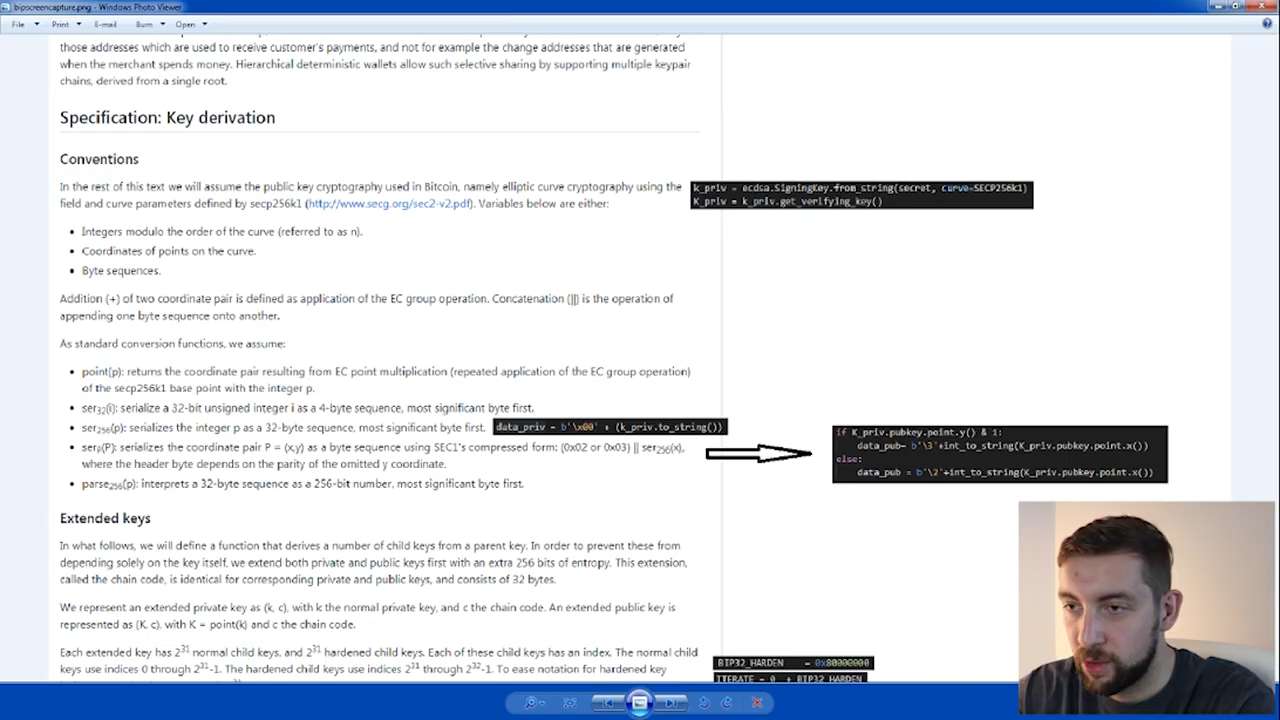 bipscreencapture.png - Windows Photo Viewer
File Print E-mail Burn Open
those addresses which are used to receive customer's payments, and not for example the change addresses that are generated
when the merchant spends money. Hierarchical deterministic wallets allow such selective sharing by supporting multiple keypair
chains, derived from a single root.
Specification: Key derivation
Conventions
In the rest of this text we will assume the public key cryptography used in Bitcoin, namely elliptic curve cryptography using the
field and curve parameters defined by secp256k1 (http://www.secg.org/sec2-v2.pdf). Variables below are either:
k_priv = ecdsa.SigningKey.from_string(secret, curve=SECP256k1)
K_priv = k_priv.get_verifying_key()
• Integers modulo the order of the curve (referred to as n).
• Coordinates of points on the curve.
• Byte sequences.
Addition (+) of two coordinate pair is defined as application of the EC group operation. Concatenation (||) is the operation of
appending one byte sequence onto another.
As standard conversion functions, we assume:
• point(p): returns the coordinate pair resulting from EC point multiplication (repeated application of the EC group operation)
of the secp256k1 base point with the integer p.
• ser32(i): serialize a 32-bit unsigned integer i as a 4-byte sequence, most significant byte first.
• ser256(p): serializes the integer p as a 32-byte sequence, most significant byte first.
data_priv = b'\x00' + (k_priv.to_string())
• serP(P): serializes the coordinate pair P = (x,y) as a byte sequence using SEC1's compressed form: (0x02 or 0x03) || ser256(x),
where the header byte depends on the parity of the omitted y coordinate.
if K_priv.pubkey.point.y() & 1:
data_pub= b'\3'+int_to_string(K_priv.pubkey.point.x())
else:
data_pub = b'\2'+int_to_string(K_priv.pubkey.point.x())
• parse256(p): interprets a 32-byte sequence as a 256-bit number, most significant byte first.
Extended keys
In what follows, we will define a function that derives a number of child keys from a parent key. In order to prevent these from
depending solely on the key itself, we extend both private and public keys first with an extra 256 bits of entropy. This extension,
called the chain code, is identical for corresponding private and public keys, and consists of 32 bytes.
We represent an extended private key as (k, c), with k the normal private key, and c the chain code. An extended public key is
represented as (K, c), with K = point(k) and c the chain code.
Each extended key has 2^31 normal child keys, and 2^31 hardened child keys. Each of these child keys has an index. The normal child
keys use indices 0 through 2^31-1. The hardened child keys use indices 2^31 through 2^32-1. To ease notation for hardened key
BIP32_HARDEN = 0x80000000
ITERATE = 0 + BIP32_HARDEN